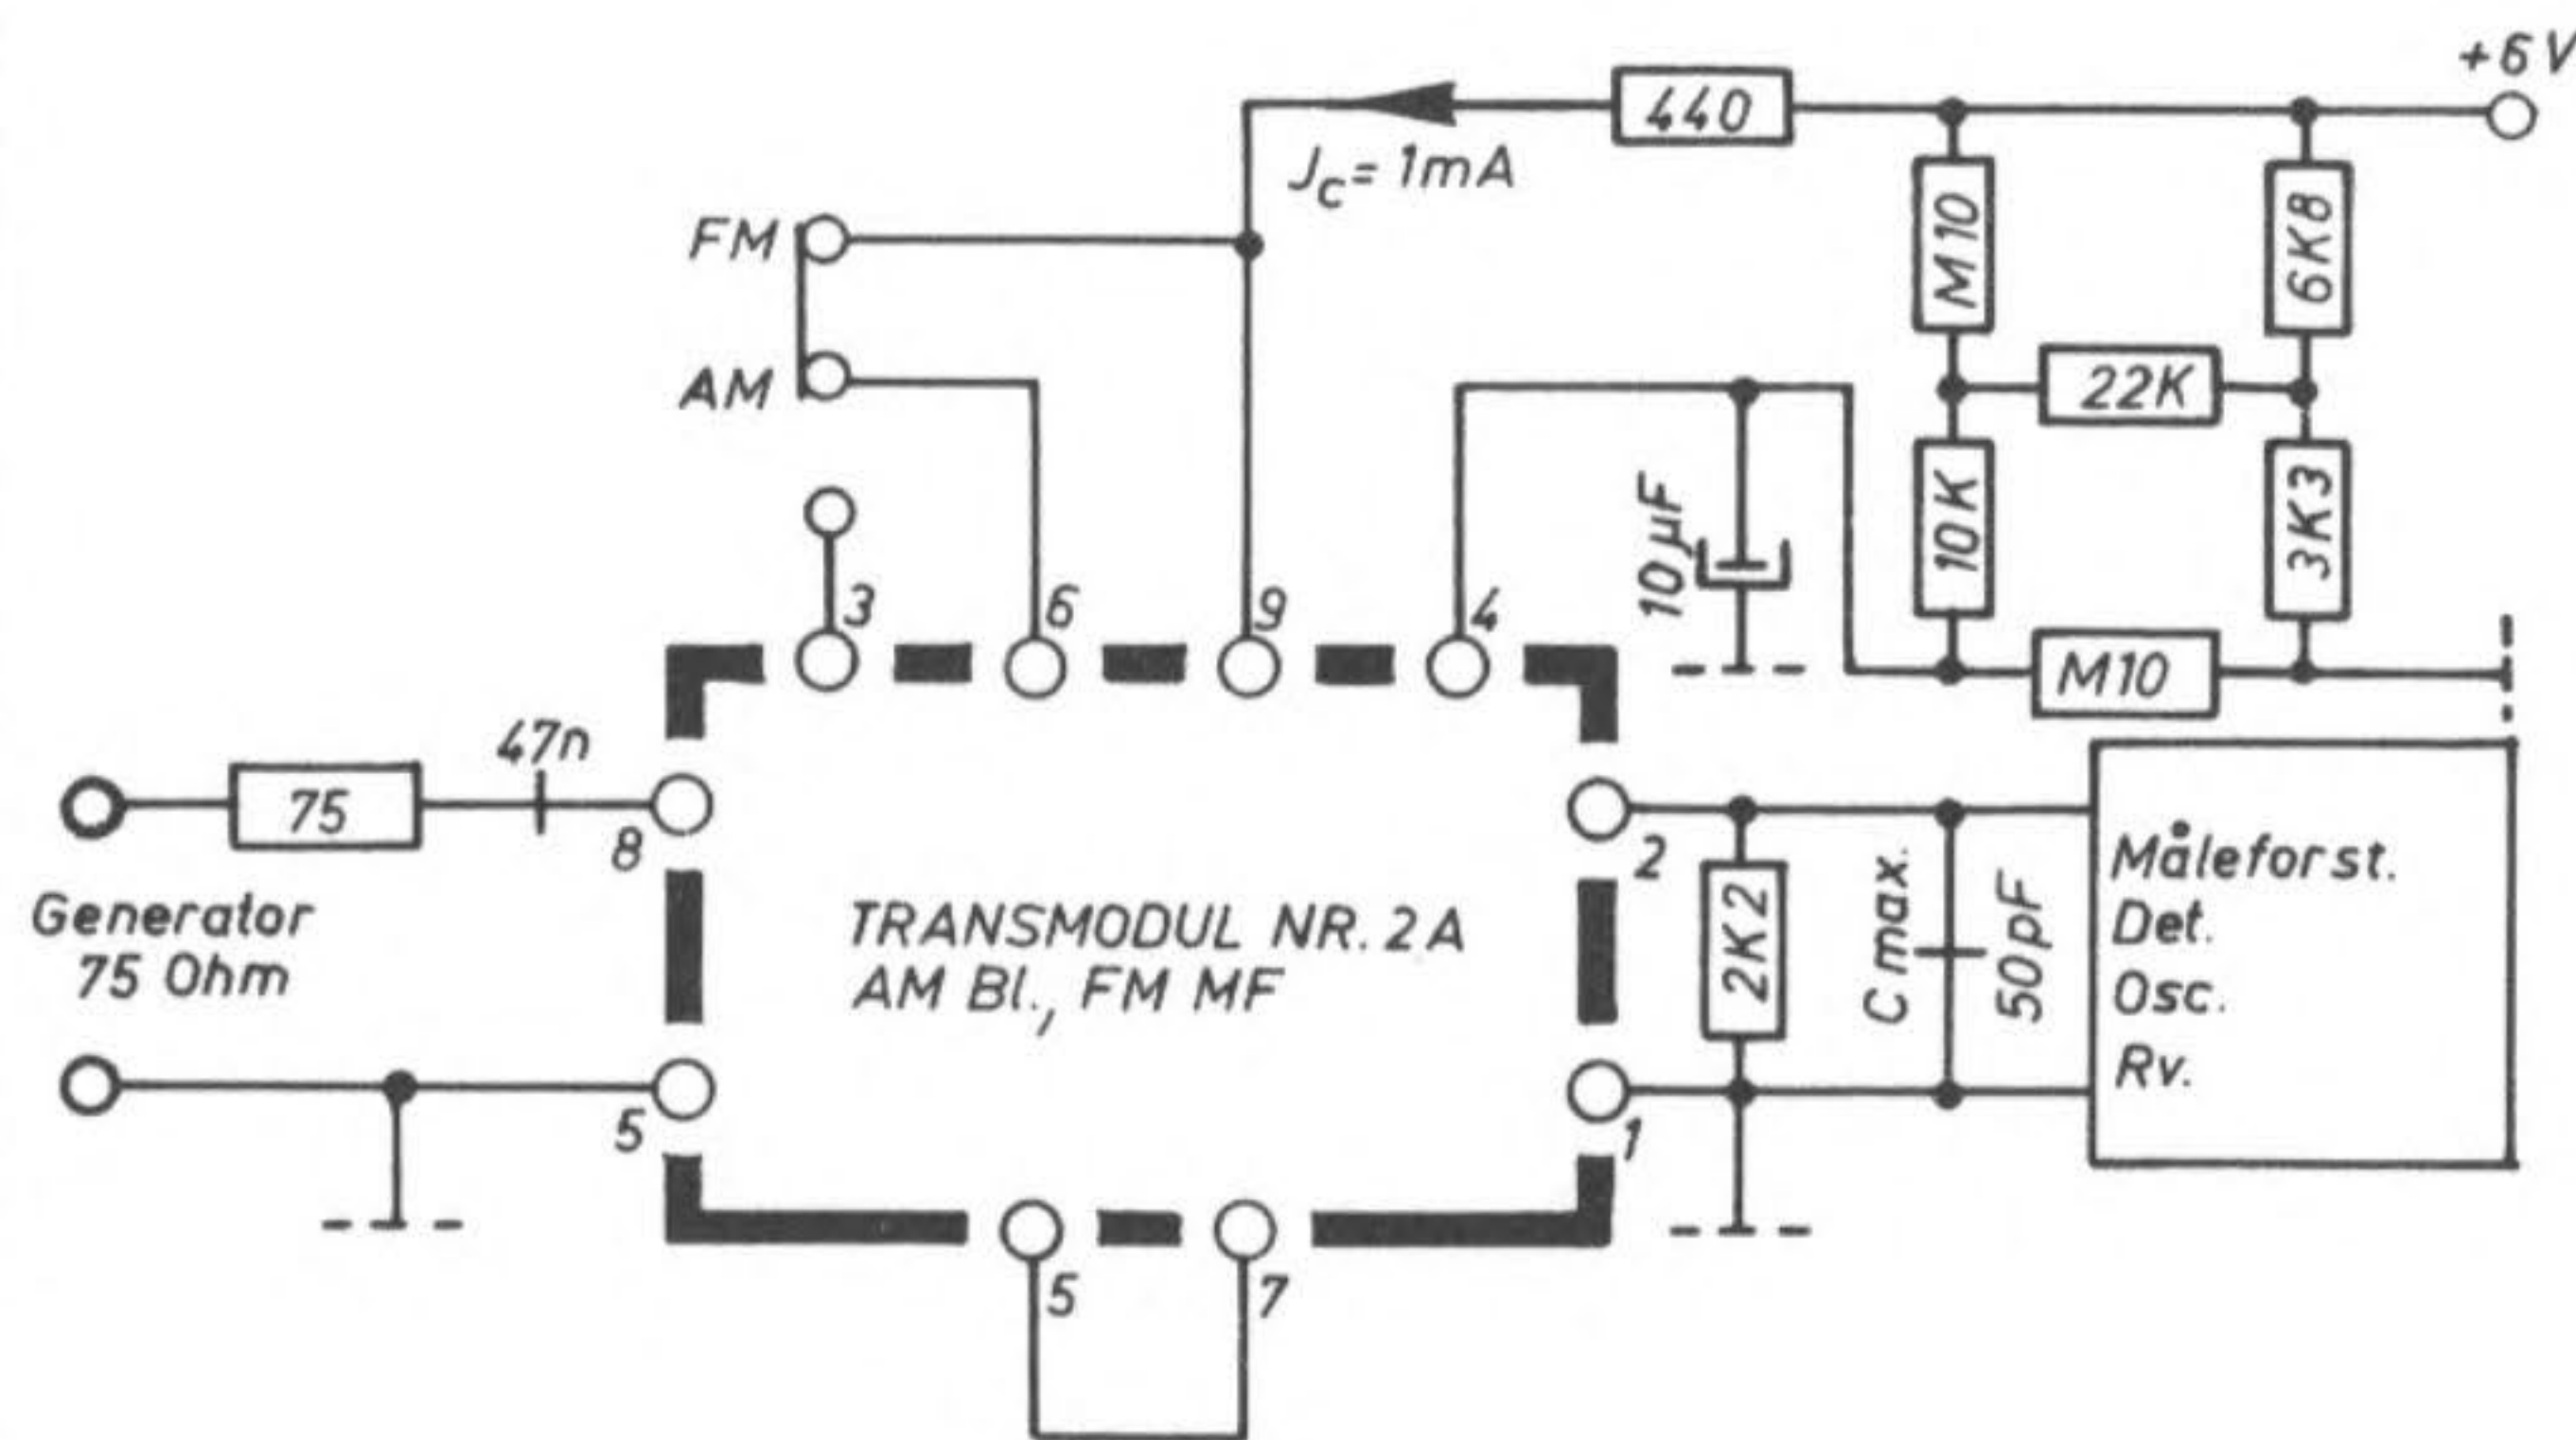 +6V
440
J_C = 1mA
FM
M10
6K8
AM
22K
10µF
10K
3K3
3
6
9
4
M10
47n
75
8
2
Måleforst.
Det.
Osc.
Rv.
2K2
C max.
50pF
Generator
75 Ohm
TRANSMODUL NR. 2A
AM Bl., FM MF
5
1
5
7